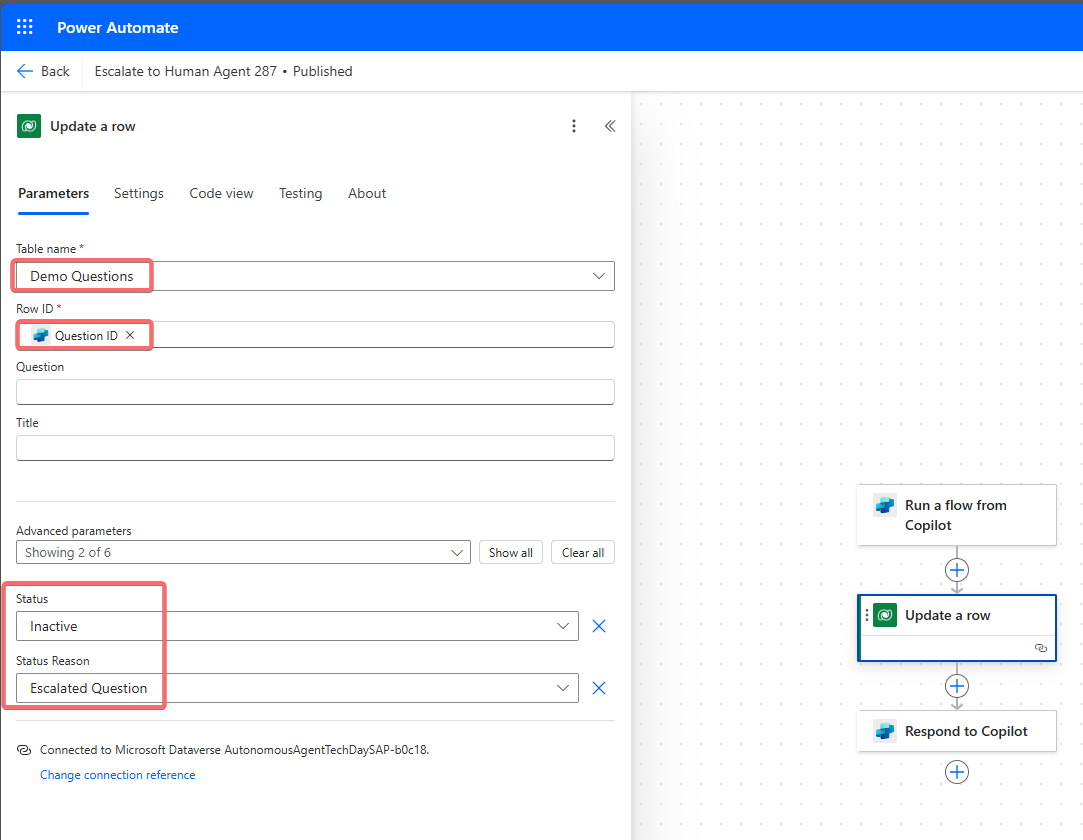 Power Automate
Back
Escalate to Human Agent 287 • Published
Update a row
Parameters
Settings
Code view
Testing
About
Table name *
Demo Questions
Row ID *
Question ID
Question
Title
Advanced parameters
Showing 2 of 6
Show all
Clear all
Status
Inactive
Status Reason
Escalated Question
Connected to Microsoft Dataverse AutonomousAgentTechDaySAP-b0c18.
Change connection reference
Run a flow from
Copilot
Update a row
Respond to Copilot